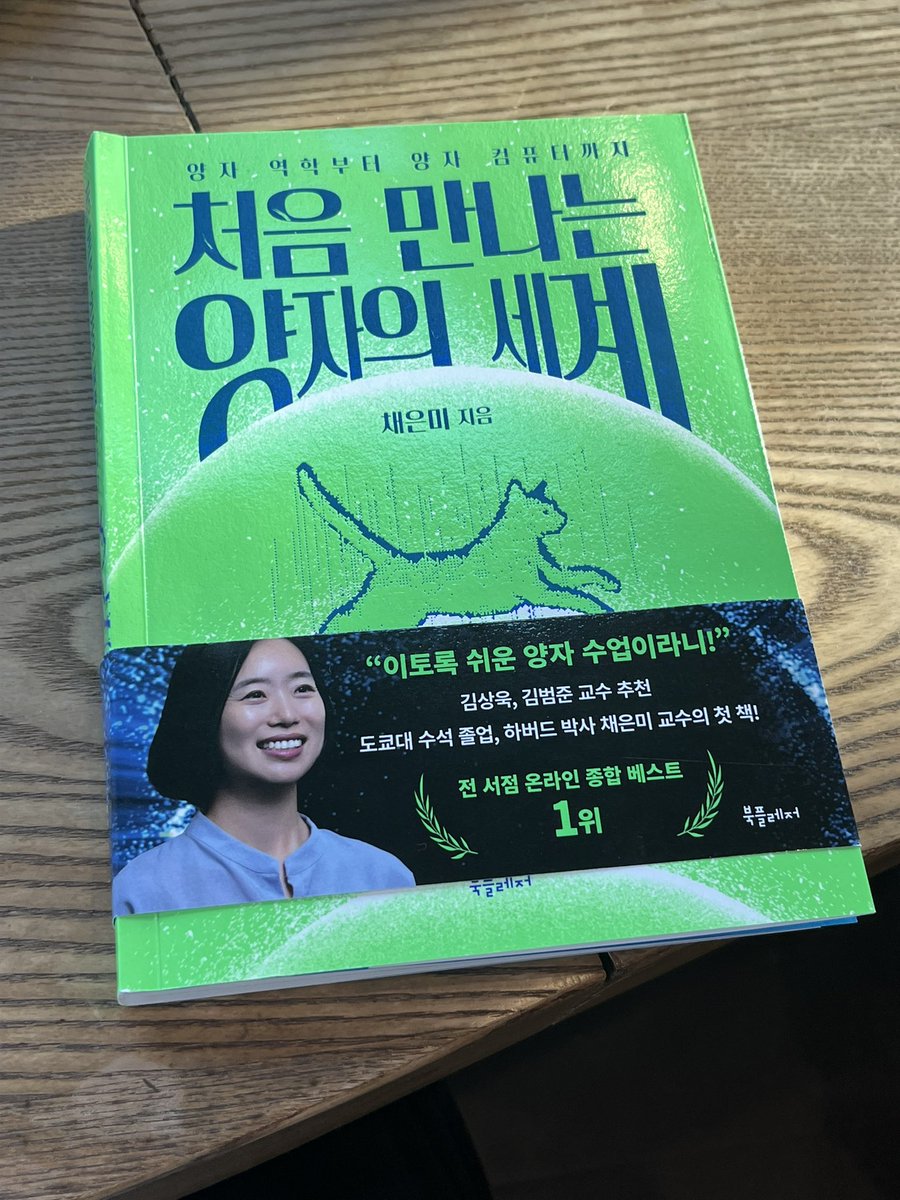 양자 역학부터 양자 컴퓨터까지
처음 만나는
양자의 세계
채은미 지음
“이토록 쉬운 양자 수업이라니!”
김상욱, 김범준 교수 추천
도쿄대 수석 졸업, 하버드 박사 채은미 교수의 첫 책!
전 서점 온라인 종합 베스트
1위
북플레저
북플레저